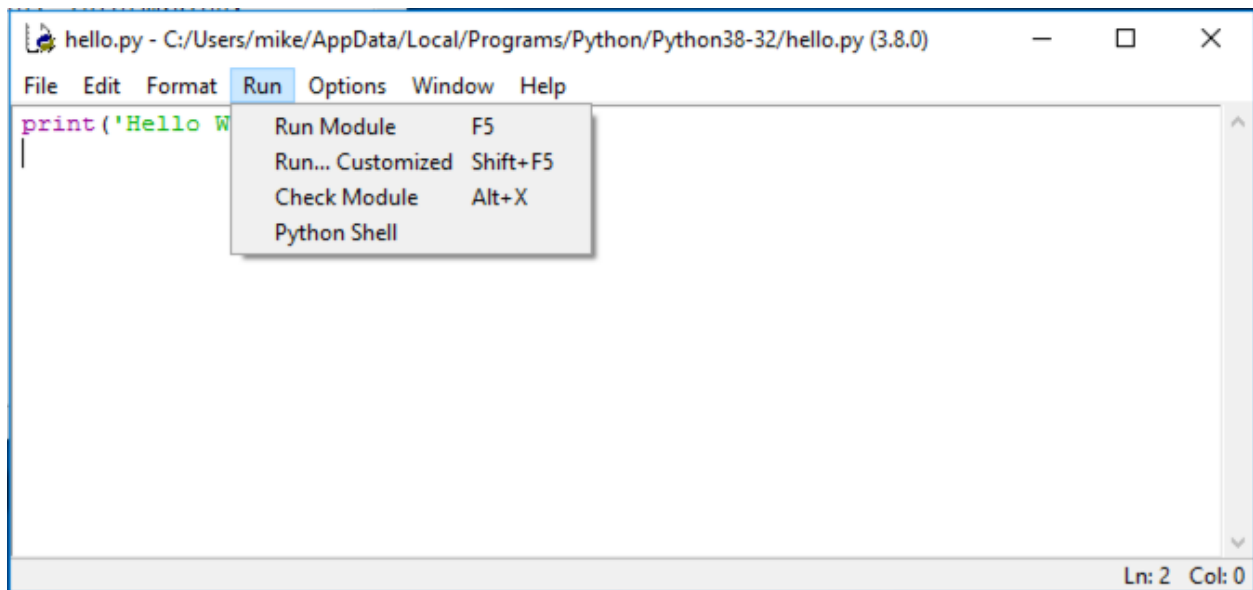 hello.py - C:/Users/mike/AppData/Local/Programs/Python/Python38-32/hello.py (3.8.0)
File Edit Format Run Options Window Help
print('Hello W
Run Module F5
Run... Customized Shift+F5
Check Module Alt+X
Python Shell
Ln: 2 Col: 0